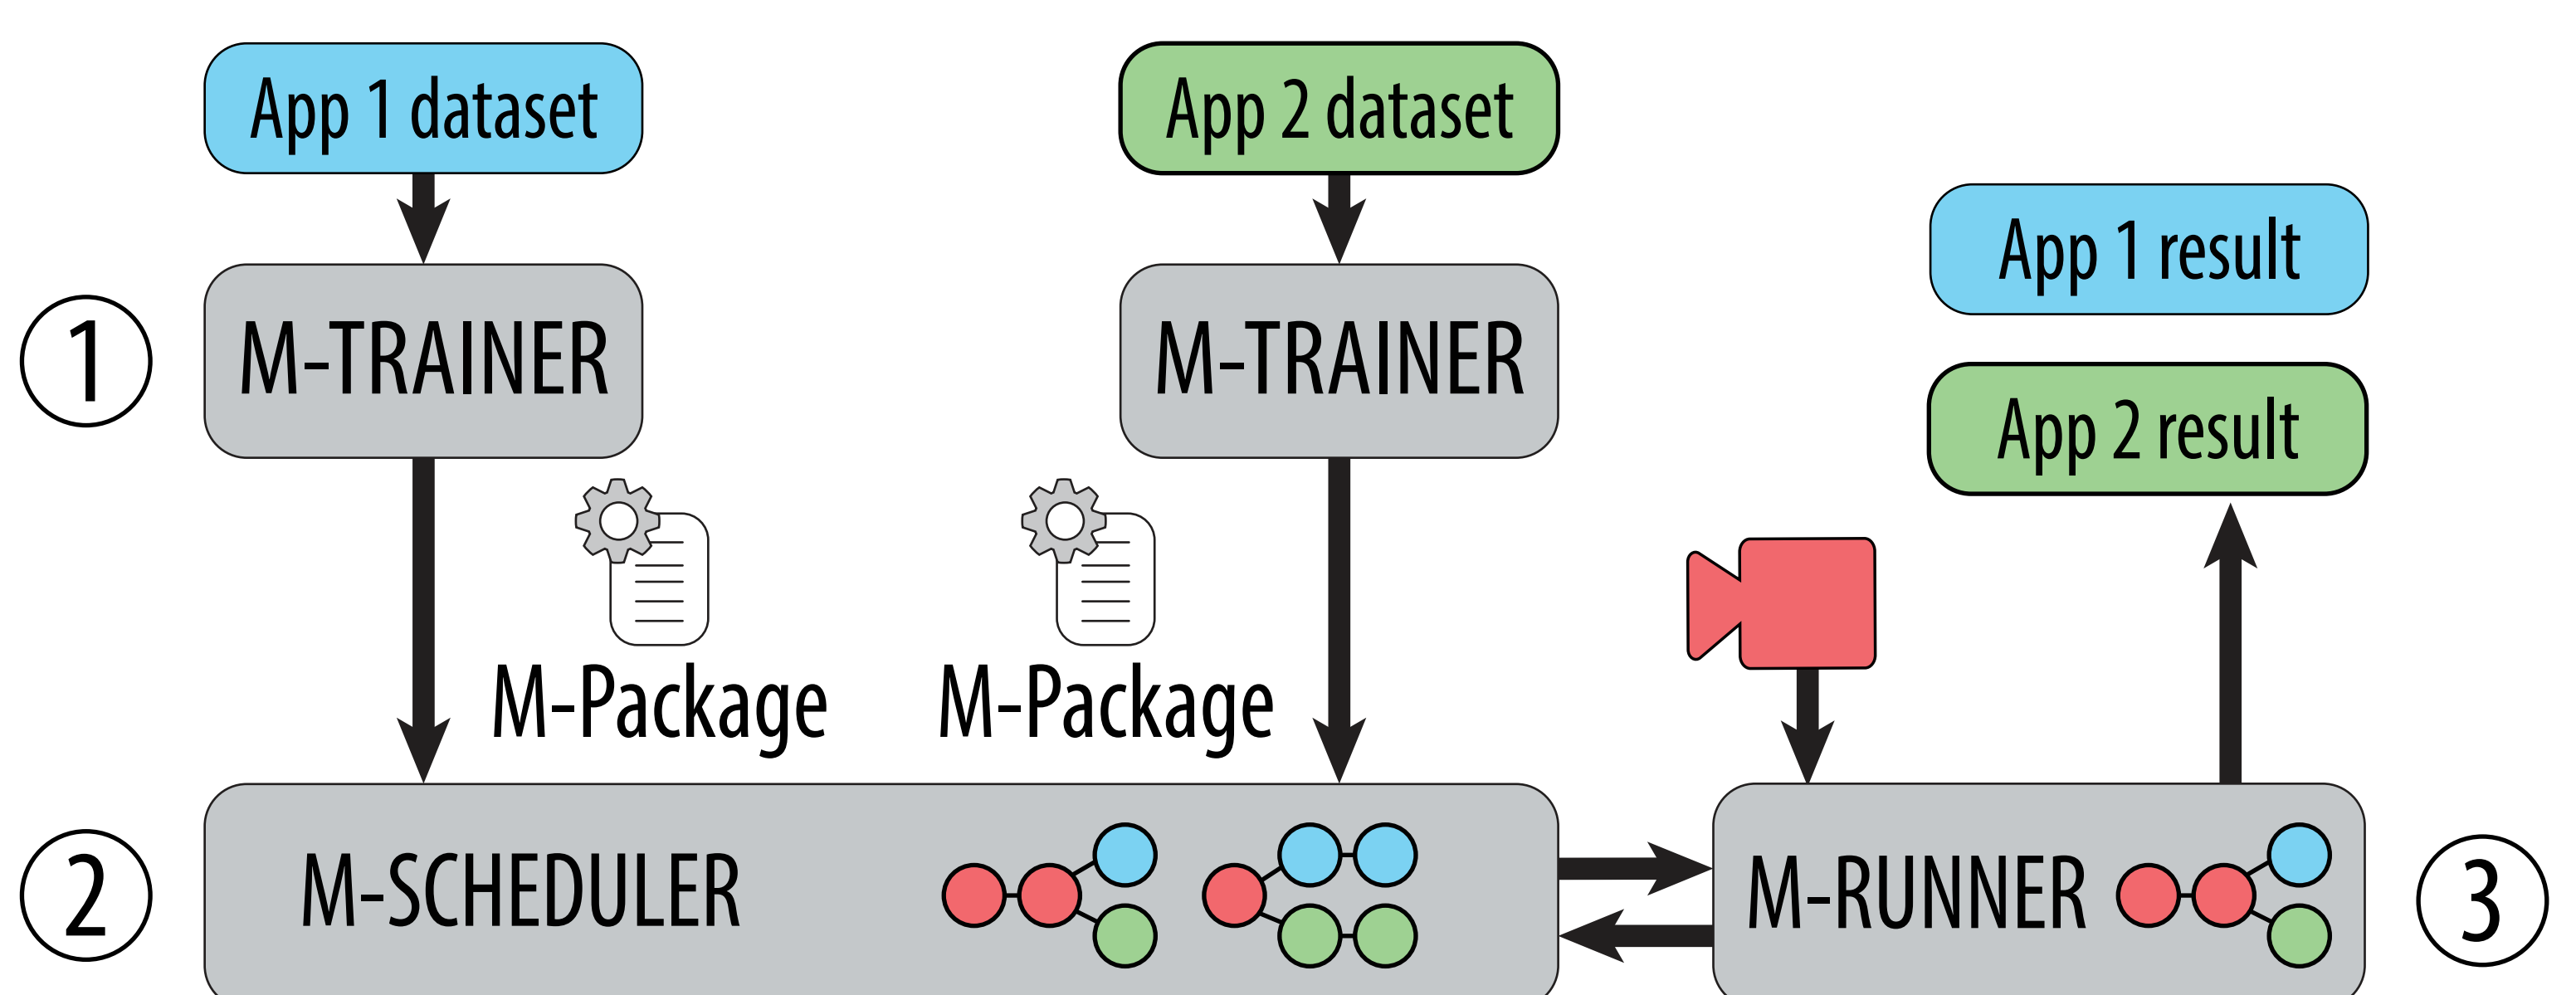 App 1 dataset
App 2 dataset
App 1 result
1
M-TRAINER
M-TRAINER
App 2 result
M-Package
M-Package
2
M-SCHEDULER
M-RUNNER
3